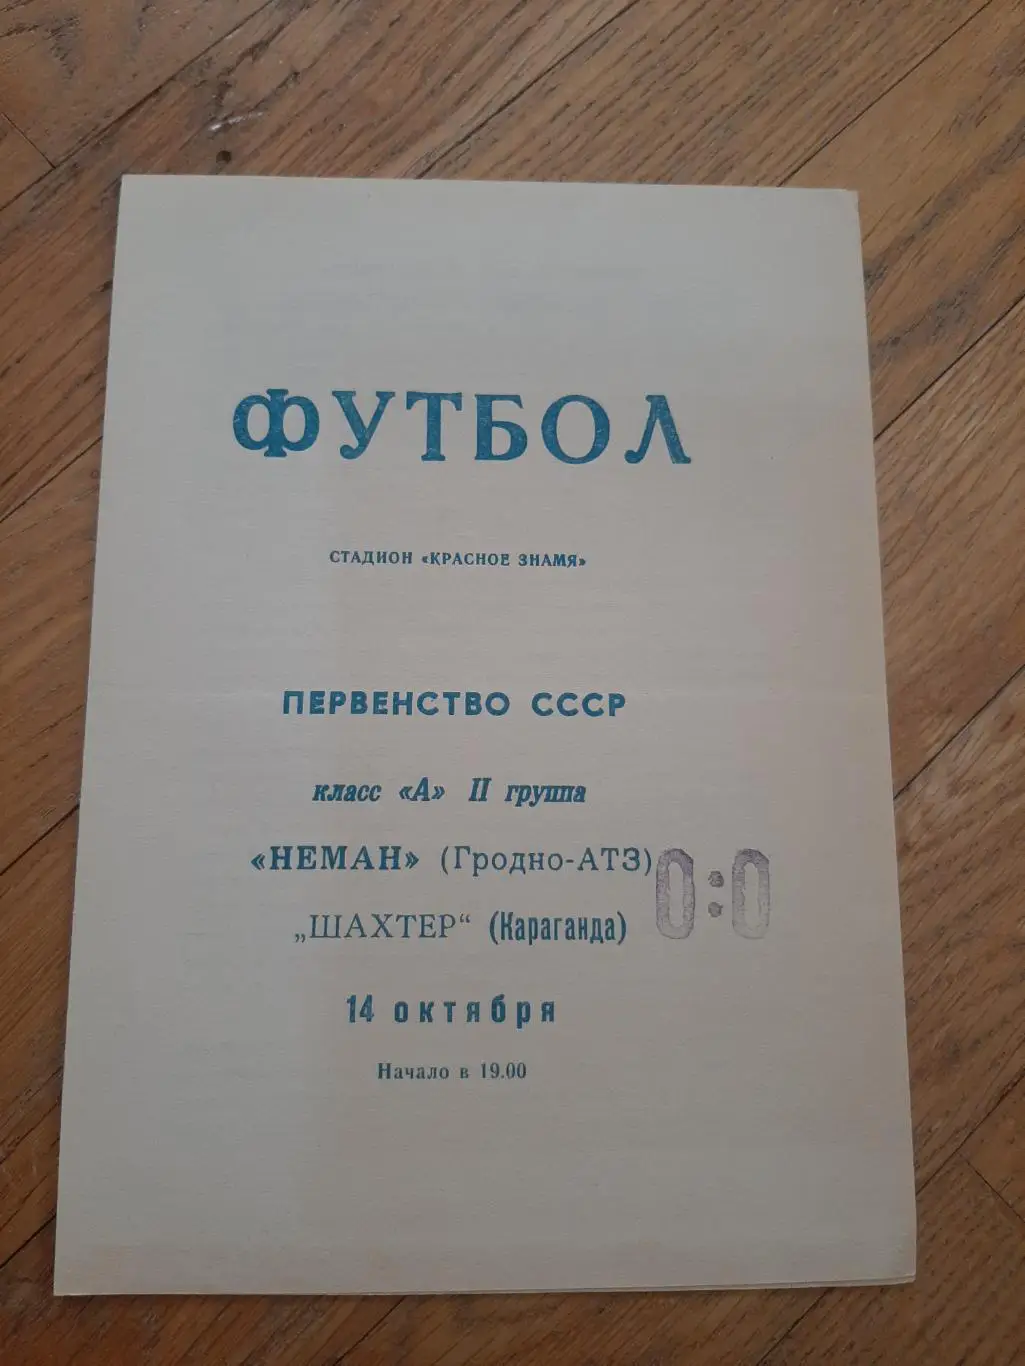 ФУТБОЛ
СТАДИОН «КРАСНОЕ ЗНАМЯ»
ПЕРВЕНСТВО СССР
класс «А» II группа
«НЕМАН» (Гродно-АТЗ)
„ШАХТЕР“ (Караганда)
0:0
14 октября
Начало в 19.00